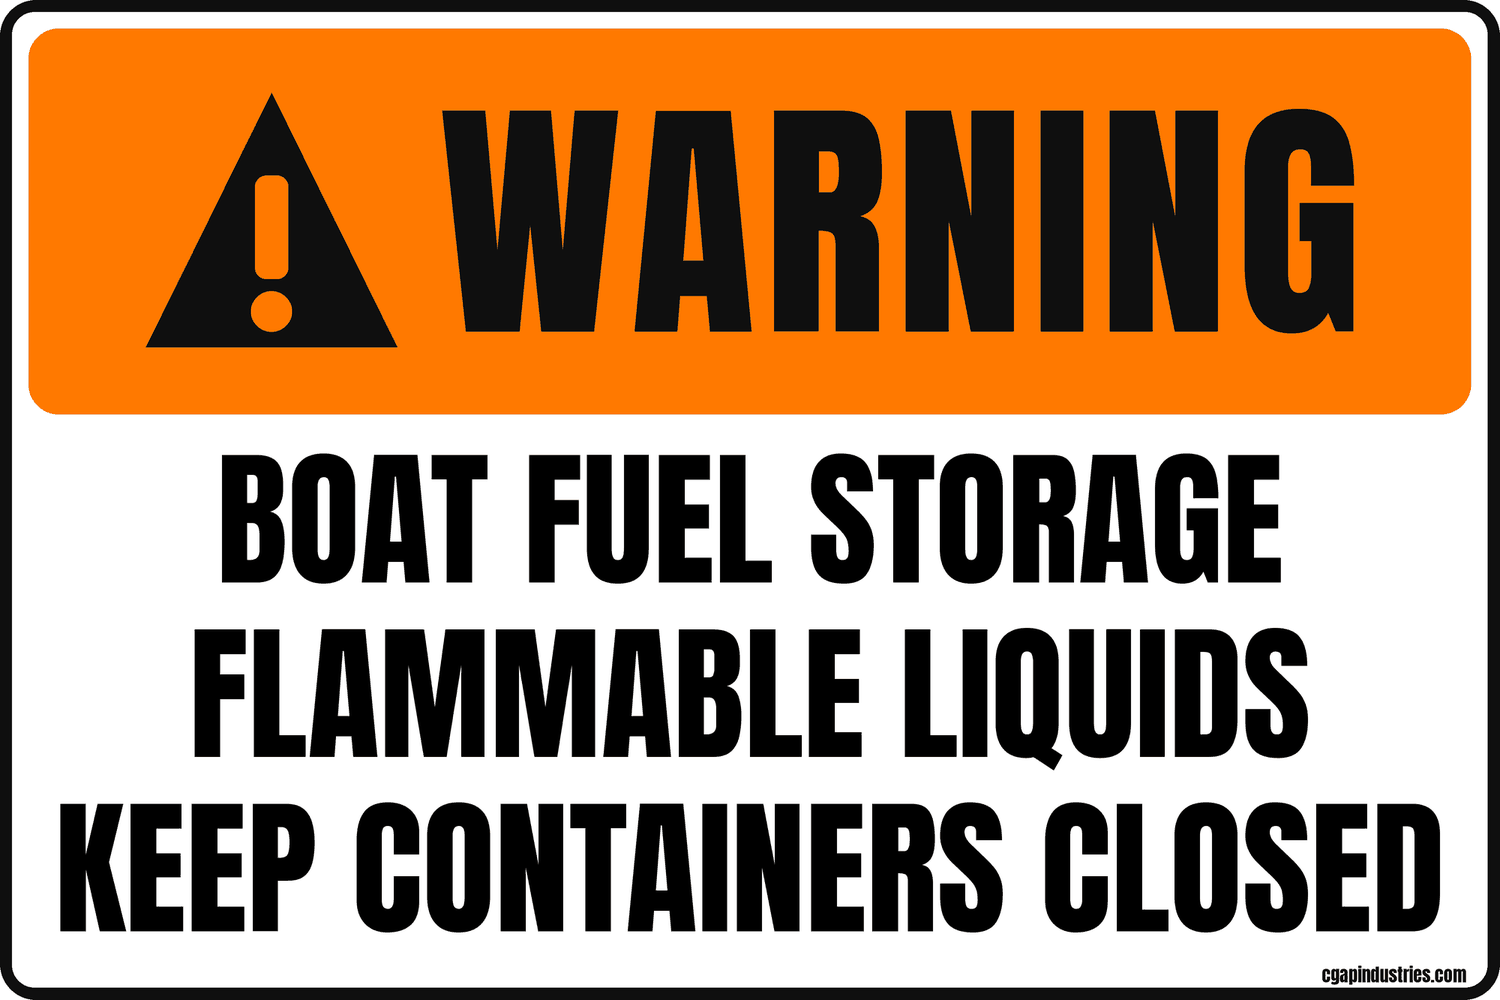 WARNING
BOAT FUEL STORAGE
FLAMMABLE LIQUIDS
KEEP CONTAINERS CLOSED
cgapindustries.com